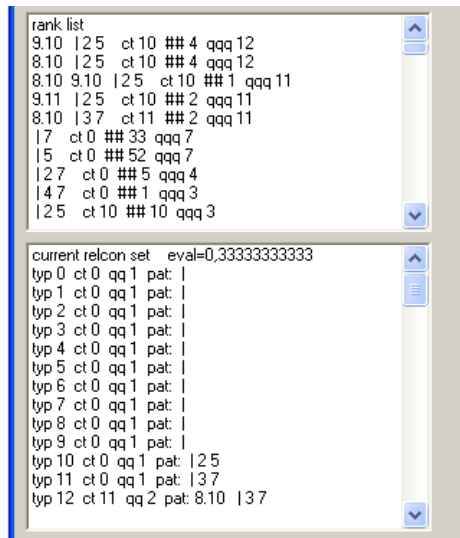 rank list
9.10 | 2 5 ct 10 ## 4 qqq 12
8.10 | 2 5 ct 10 ## 4 qqq 12
8.10 9.10 | 2 5 ct 10 ## 1 qqq 11
9.11 | 2 5 ct 10 ## 2 qqq 11
8.10 | 3 7 ct 11 ## 2 qqq 11
| 7 ct 0 ## 33 qqq 7
| 5 ct 0 ## 52 qqq 7
| 2 7 ct 0 ## 5 qqq 4
| 4 7 ct 0 ## 1 qqq 3
| 2 5 ct 10 ## 10 qqq 3
current relcon set eval=0,33333333333
typ 0 ct 0 qq 1 pat: |
typ 1 ct 0 qq 1 pat: |
typ 2 ct 0 qq 1 pat: |
typ 3 ct 0 qq 1 pat: |
typ 4 ct 0 qq 1 pat: |
typ 5 ct 0 qq 1 pat: |
typ 6 ct 0 qq 1 pat: |
typ 7 ct 0 qq 1 pat: |
typ 8 ct 0 qq 1 pat: |
typ 9 ct 0 qq 1 pat: |
typ 10 ct 0 qq 1 pat: | 2 5
typ 11 ct 0 qq 1 pat: | 3 7
typ 12 ct 11 qq 2 pat: 8.10 | 3 7